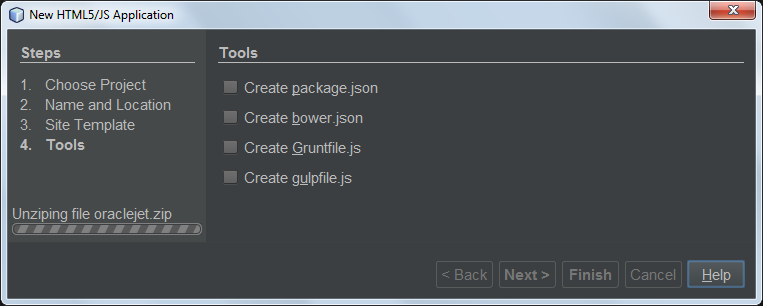 New HTML5/JS Application
Steps
1. Choose Project
2. Name and Location
3. Site Template
4. Tools
Unziping file oraclejet.zip
Tools
Create package.json
Create bower.json
Create Gruntfile.js
Create gulpfile.js
< Back Next > Finish Cancel Help